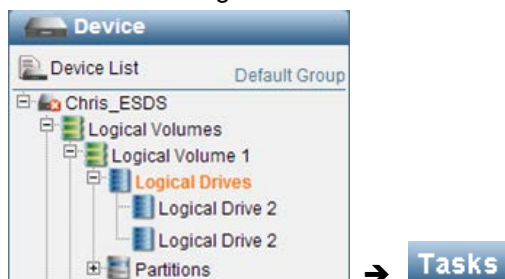 Device
Device List Default Group
Chris_ESDS
Logical Volumes
Logical Volume 1
Logical Drives
Logical Drive 2
Logical Drive 2
Partitions
➔ Tasks